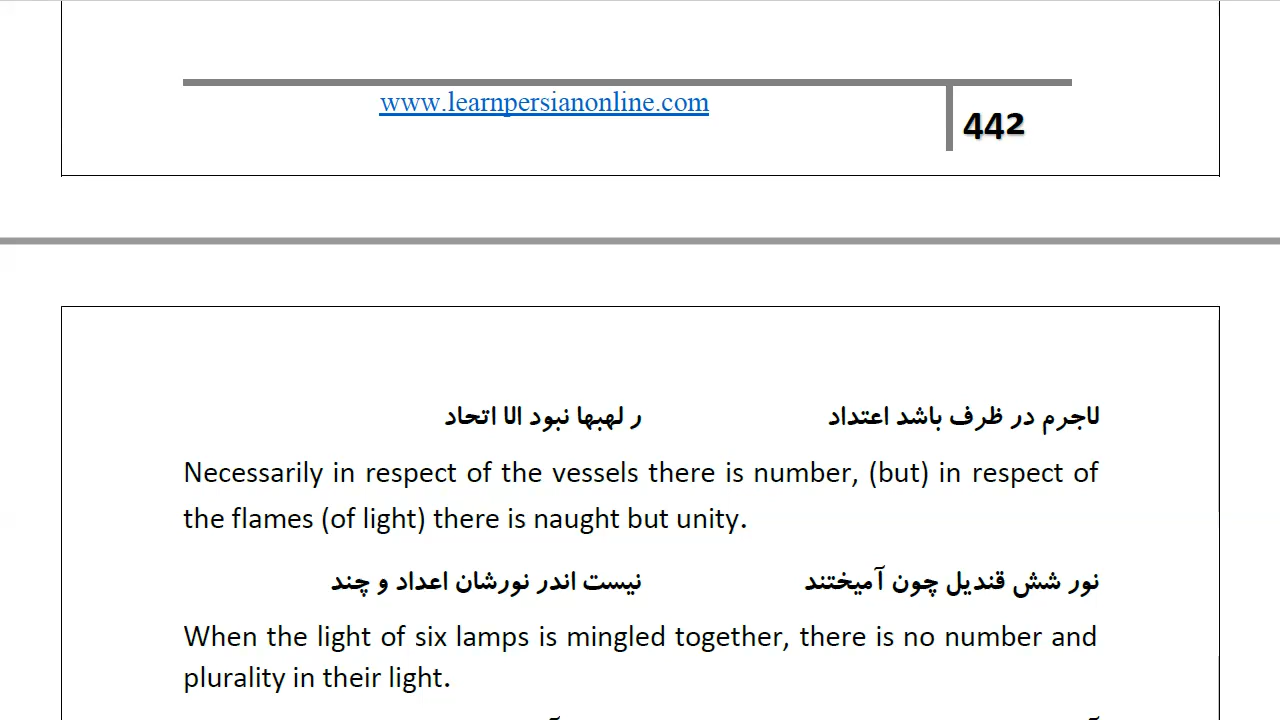 www.learnpersianonline.com
442
لاجرم در ظرف باشد اعتداد ر لهبها نبود الا اتحاد
Necessarily in respect of the vessels there is number, (but) in respect of
the flames (of light) there is naught but unity.
نور شش قندیل چون آمیختند نیست اندر نورشان اعداد و چند
When the light of six lamps is mingled together, there is no number and
plurality in their light.